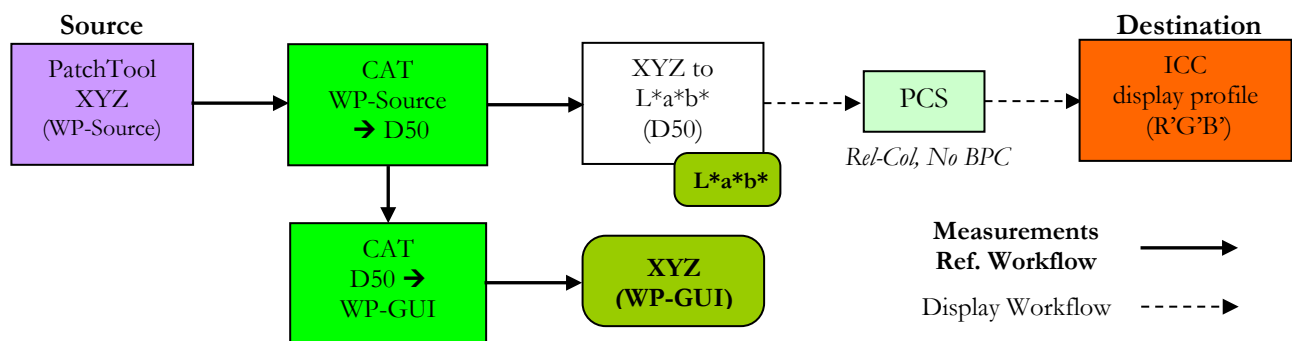 Source
Destination
PatchTool
XYZ
(WP-Source)
CAT
WP-Source
➔ D50
XYZ to
L*a*b*
(D50)
L*a*b*
PCS
Rel-Col, No BPC
ICC
display profile
(R'G'B')
CAT
D50 ➔
WP-GUI
XYZ
(WP-GUI)
Measurements
Ref. Workflow
Display Workflow